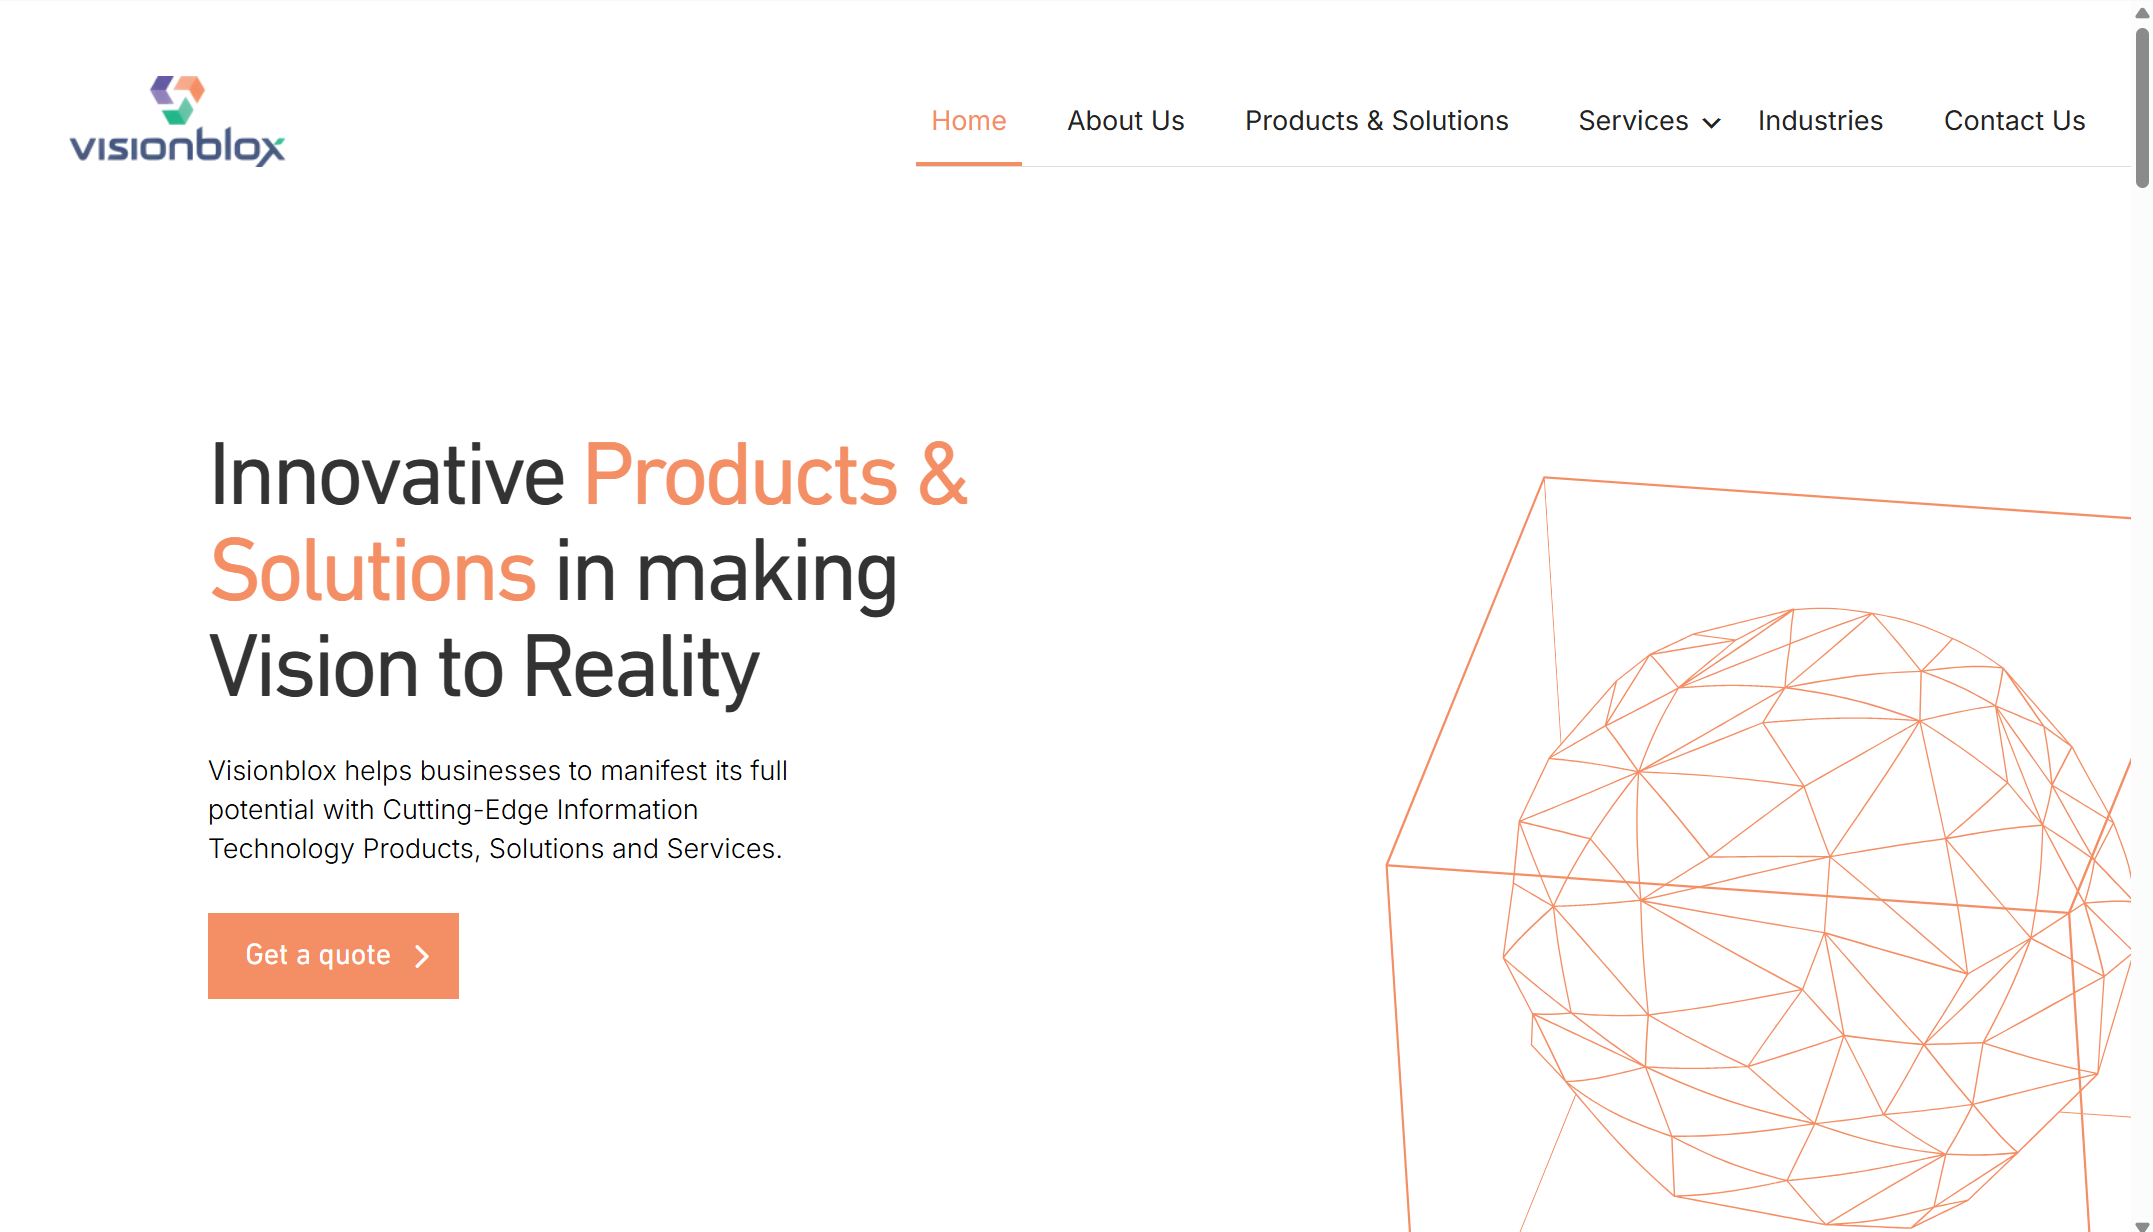 visionblox
Home About Us Products & Solutions Services Industries Contact Us
Innovative Products &
Solutions in making
Vision to Reality
Visionblox helps businesses to manifest its full
potential with Cutting-Edge Information
Technology Products, Solutions and Services.
Get a quote